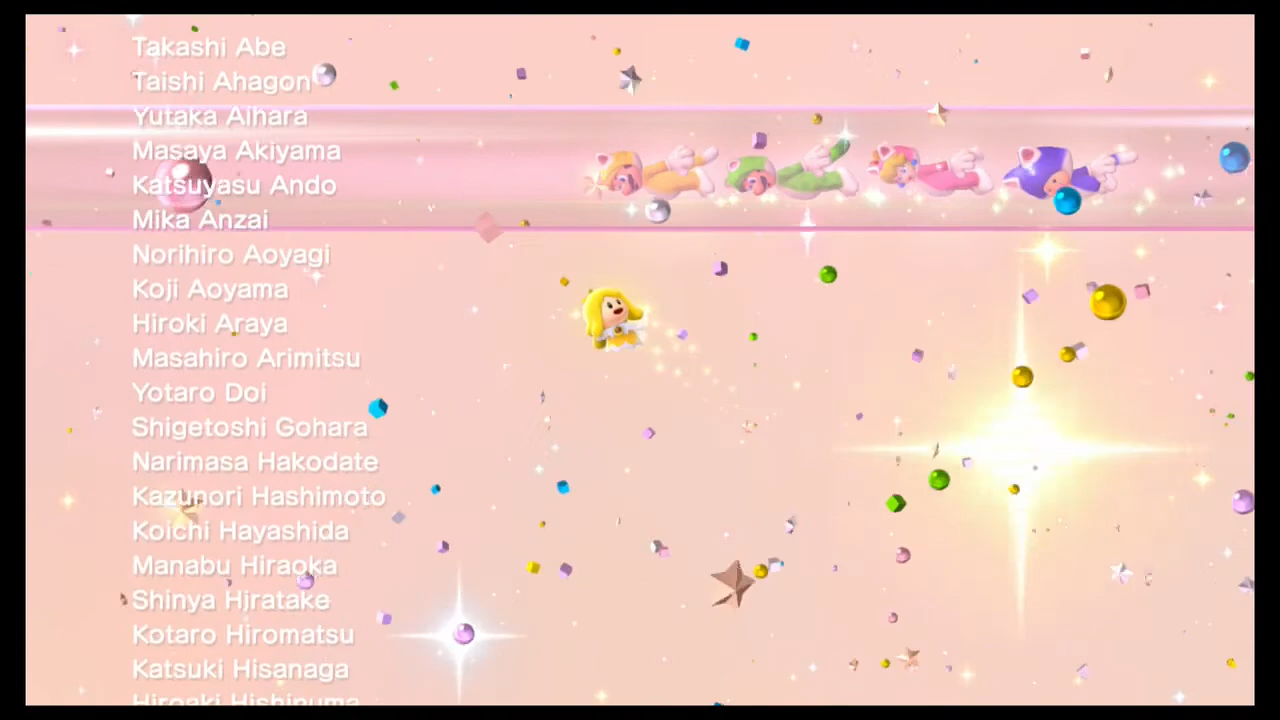 Takashi Abe
Taishi Ahagon
Yutaka Aihara
Masaya Akiyama
Katsuyasu Ando
Mika Anzai
Norihiro Aoyagi
Koji Aoyama
Hiroki Araya
Masahiro Arimitsu
Yotaro Doi
Shigetoshi Gohara
Narimasa Hakodate
Kazunori Hashimoto
Koichi Hayashida
Manabu Hiraoka
Shinya Hiratake
Kotaro Hiromatsu
Katsuki Hisanaga
Hiroaki Hishinuma